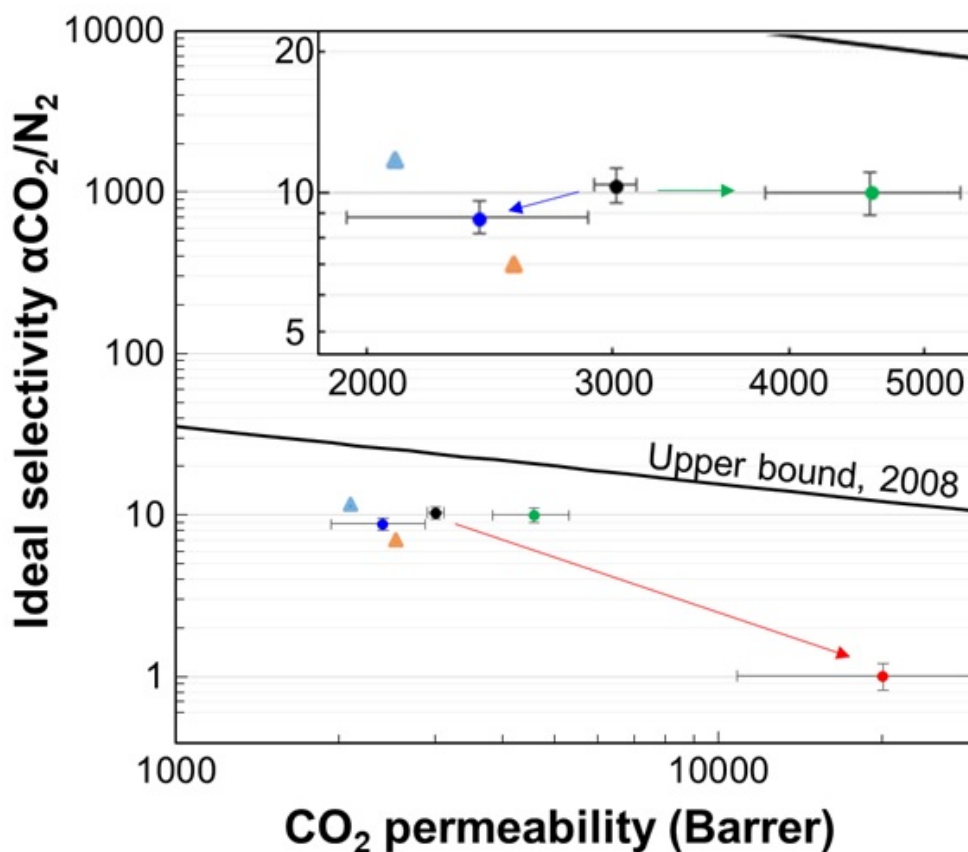 Ideal selectivity αCO₂/N₂
10000
1000
100
10
1
20
10
5
2000 3000 4000 5000
Upper bound, 2008
1000 10000
CO₂ permeability (Barrer)